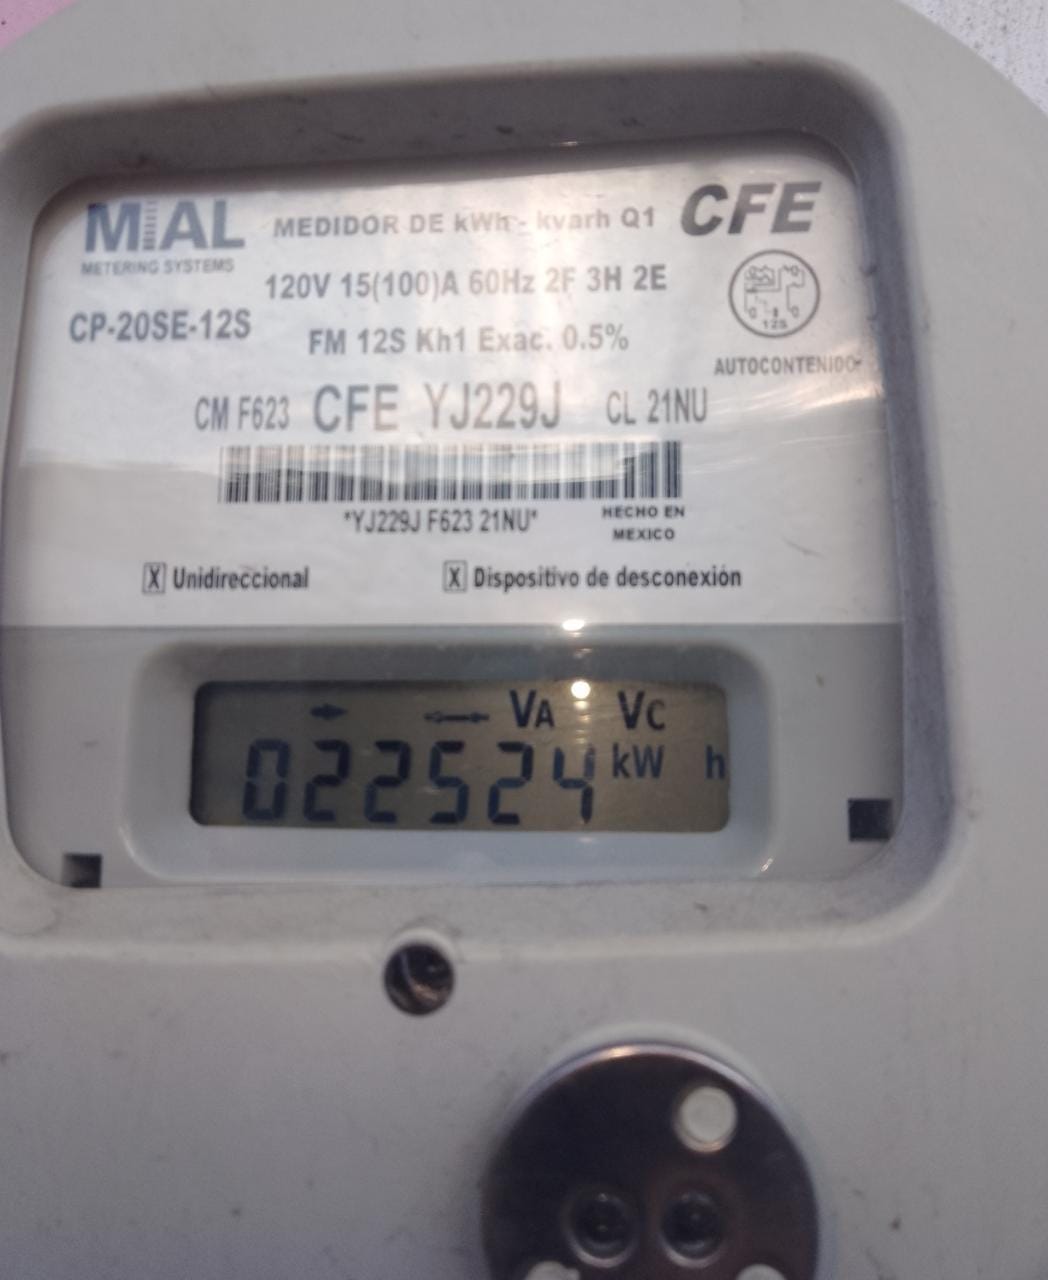 MIAL
METERING SYSTEMS
MEDIDOR DE kWh - kvarh Q1
CFE
120V 15(100)A 60Hz 2F 3H 2E
CP-20SE-12S
FM 12S Kh1 Exac. 0.5%
12S
AUTOCONTENIDO
CM F623 CFE YJ229J CL 21NU
*YJ229J F623 21NU*
HECHO EN
MEXICO
X Unidireccional
X Dispositivo de desconexión
VA VC
022524 kW h